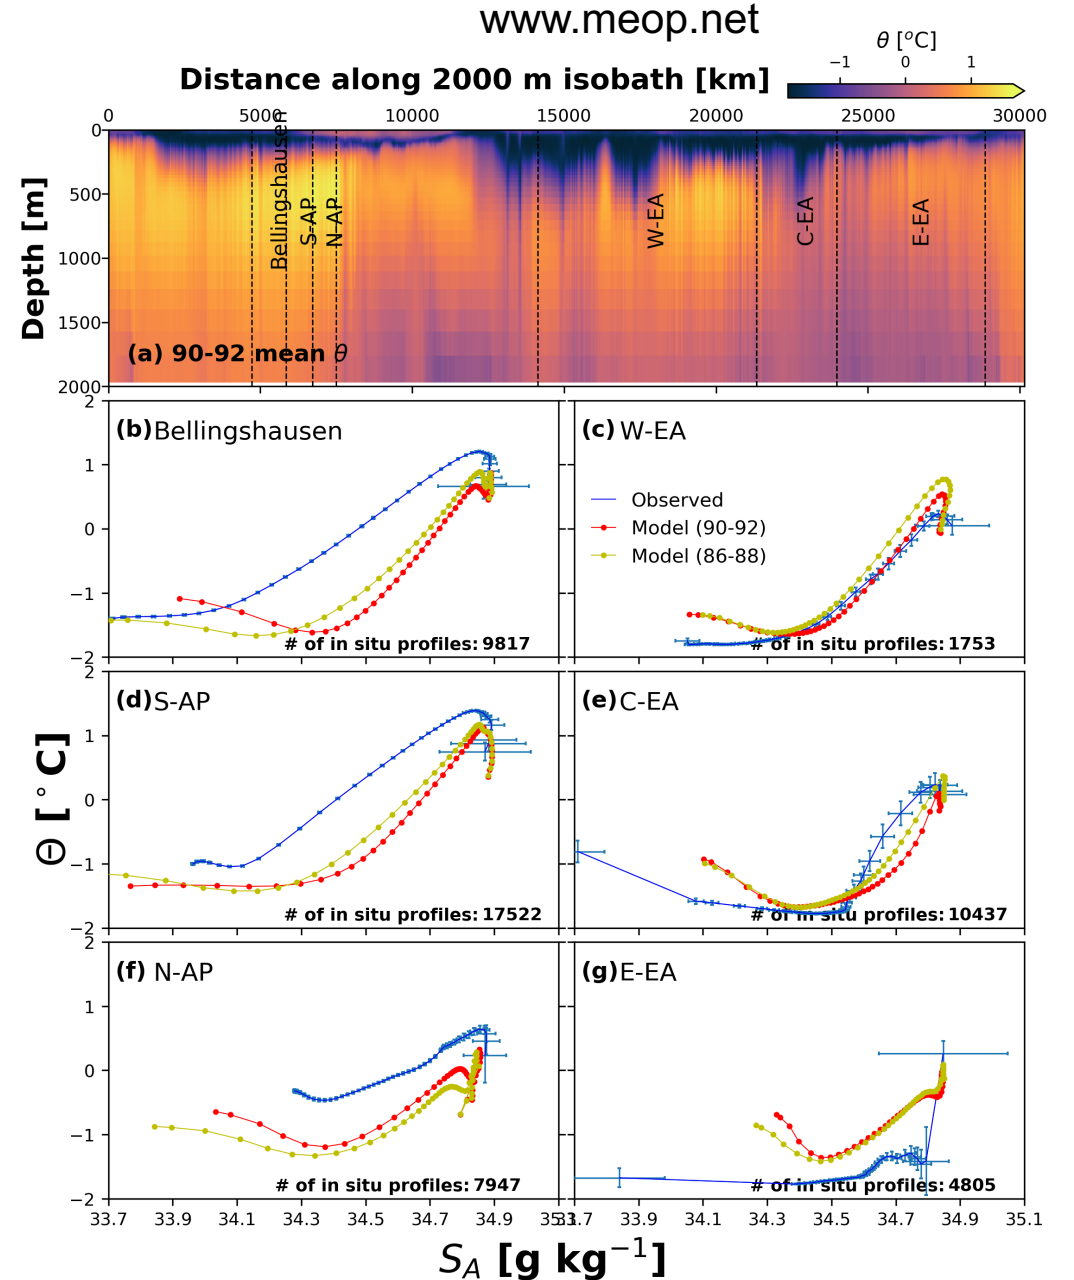 www.meop.net
θ [°C]
−1 0 1
Distance along 2000 m isobath [km]
0 5000 10000 15000 20000 25000 30000
Depth [m]
0
500
1000
1500
2000
Bellingshausen
S-AP
N-AP
W-EA
C-EA
E-EA
(a) 90-92 mean θ
(b) Bellingshausen
# of in situ profiles: 9817
(c) W-EA
Observed
Model (90-92)
Model (86-88)
# of in situ profiles: 1753
2
1
0
−1
−2
(d) S-AP
# of in situ profiles: 17522
(e) C-EA
# of in situ profiles: 10437
2
1
0
−1
−2
Θ [°C]
(f) N-AP
# of in situ profiles: 7947
(g) E-EA
# of in situ profiles: 4805
2
1
0
−1
−2
33.7 33.9 34.1 34.3 34.5 34.7 34.9 35.1
33.7 33.9 34.1 34.3 34.5 34.7 34.9 35.1
S_A [g kg⁻¹]